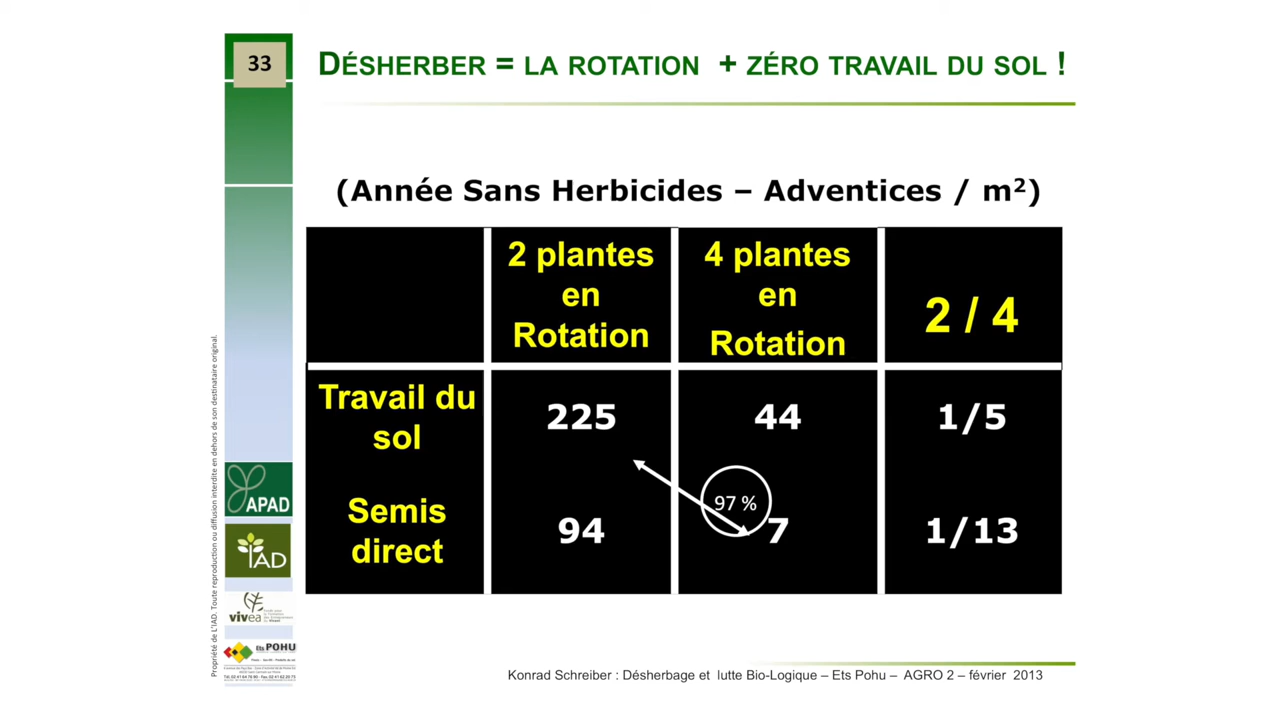 33
DÉSHERBER = LA ROTATION + ZÉRO TRAVAIL DU SOL !
(Année Sans Herbicides – Adventices / m²)
2 plantes
en
Rotation
4 plantes
en
Rotation
2 / 4
Travail du
sol
225
44
1/5
97 %
Semis
direct
94
7
1/13
Propriété de L'IAD. Toute reproduction ou diffusion interdite en dehors de son destinataire original.
APAD
IAD
vivea
Ets POHU
Konrad Schreiber : Désherbage et lutte Bio-Logique – Ets Pohu – AGRO 2 – février 2013